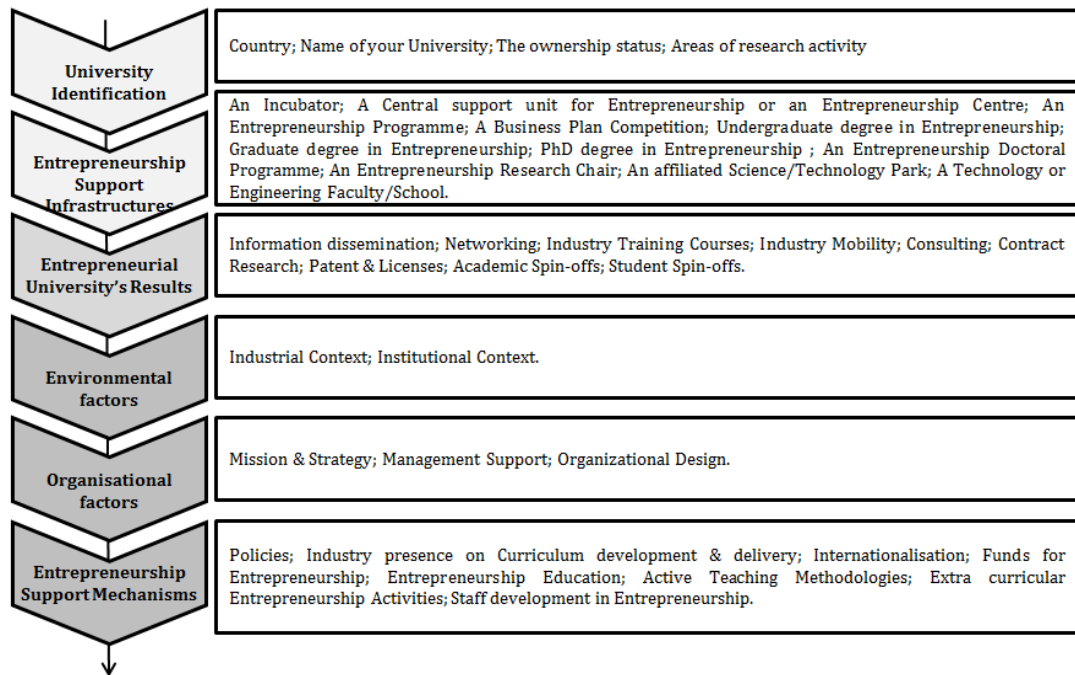 University
Identification
Country; Name of your University; The ownership status; Areas of research activity
Entrepreneurship
Support
Infrastructures
An Incubator; A Central support unit for Entrepreneurship or an Entrepreneurship Centre; An
Entrepreneurship Programme; A Business Plan Competition; Undergraduate degree in Entrepreneurship;
Graduate degree in Entrepreneurship; PhD degree in Entrepreneurship ; An Entrepreneurship Doctoral
Programme; An Entrepreneurship Research Chair; An affiliated Science/Technology Park; A Technology or
Engineering Faculty/School.
Entrepreneurial
University's Results
Information dissemination; Networking; Industry Training Courses; Industry Mobility; Consulting; Contract
Research; Patent & Licenses; Academic Spin-offs; Student Spin-offs.
Environmental
factors
Industrial Context; Institutional Context.
Organisational
factors
Mission & Strategy; Management Support; Organizational Design.
Entrepreneurship
Support Mechanisms
Policies; Industry presence on Curriculum development & delivery; Internationalisation; Funds for
Entrepreneurship; Entrepreneurship Education; Active Teaching Methodologies; Extra curricular
Entrepreneurship Activities; Staff development in Entrepreneurship.